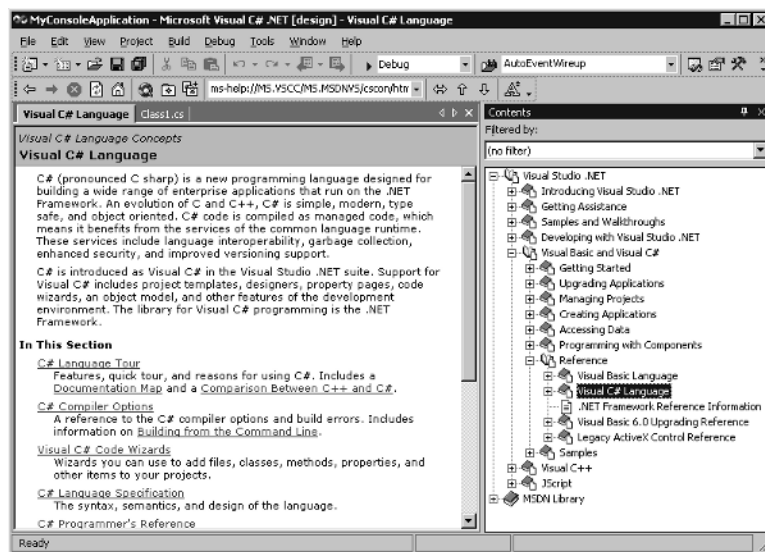 MyConsoleApplication - Microsoft Visual C# .NET [design] - Visual C# Language
File Edit View Project Build Debug Tools Window Help
Debug AutoEventWireup
ms-help://MS.VSCC/MS.MSDNVS/cscon/htm
Visual C# Language Class1.cs
Visual C# Language Concepts
Visual C# Language
C# (pronounced C sharp) is a new programming language designed for
building a wide range of enterprise applications that run on the .NET
Framework. An evolution of C and C++, C# is simple, modern, type
safe, and object oriented. C# code is compiled as managed code, which
means it benefits from the services of the common language runtime.
These services include language interoperability, garbage collection,
enhanced security, and improved versioning support.
C# is introduced as Visual C# in the Visual Studio .NET suite. Support for
Visual C# includes project templates, designers, property pages, code
wizards, an object model, and other features of the development
environment. The library for Visual C# programming is the .NET
Framework.
In This Section
C# Language Tour
Features, quick tour, and reasons for using C#. Includes a
Documentation Map and a Comparison Between C++ and C#.
C# Compiler Options
A reference to the C# compiler options and build errors. Includes
information on Building from the Command Line.
Visual C# Code Wizards
Wizards you can use to add files, classes, methods, properties, and
other items to your projects.
C# Language Specification
The syntax, semantics, and design of the language.
C# Programmer's Reference
Contents
Filtered by:
(no filter)
Visual Studio .NET
Introducing Visual Studio .NET
Getting Assistance
Samples and Walkthroughs
Developing with Visual Studio .NET
Visual Basic and Visual C#
Getting Started
Upgrading Applications
Managing Projects
Creating Applications
Accessing Data
Programming with Components
Reference
Visual Basic Language
Visual C# Language
.NET Framework Reference Information
Visual Basic 6.0 Upgrading Reference
Legacy ActiveX Control Reference
Samples
Visual C++
JScript
MSDN Library
Ready